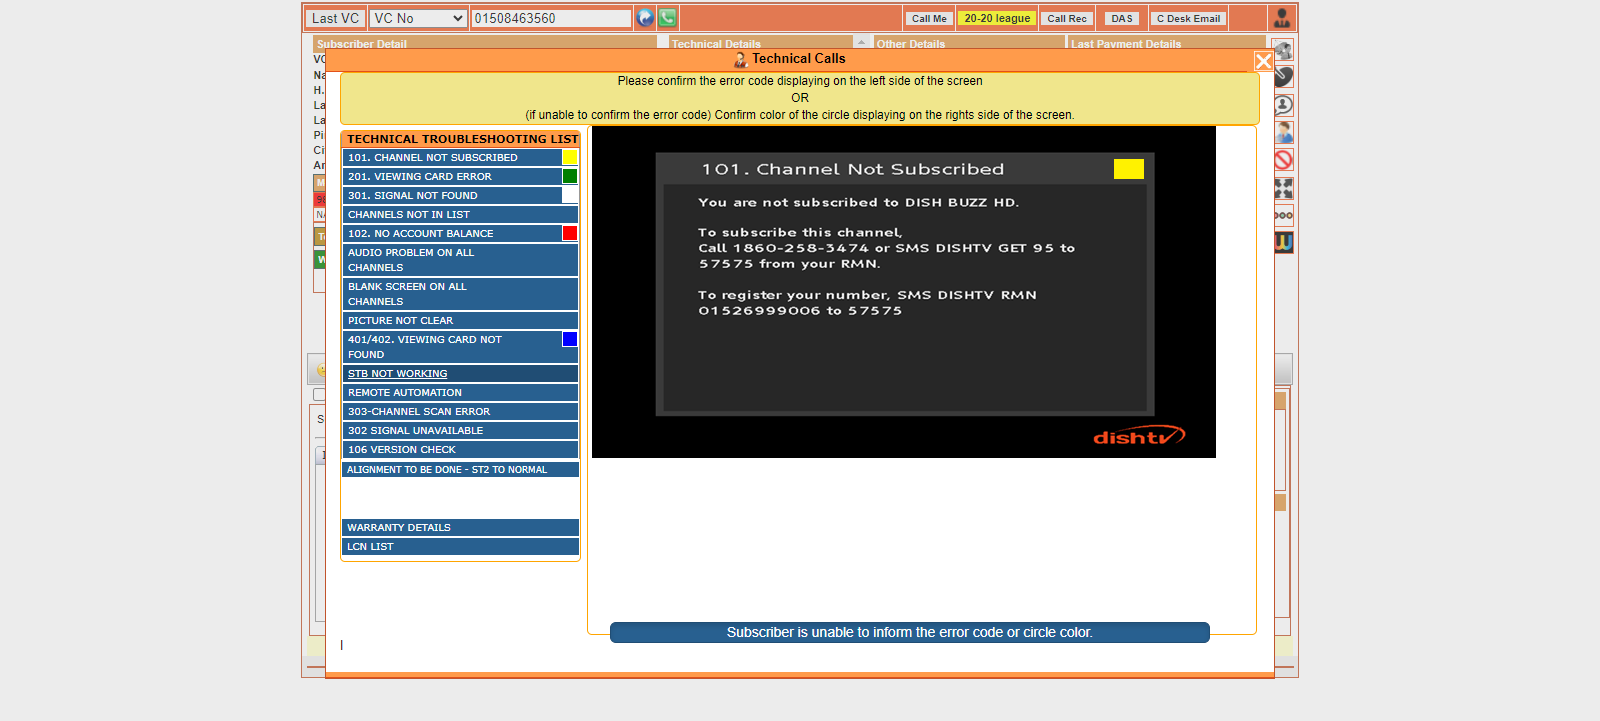 Last VC
VC No
01508463560
Call Me
20-20 league
Call Rec
DAS
C Desk Email
Subscriber Detail
Technical Details
Other Details
Last Payment Details
Technical Calls
Please confirm the error code displaying on the left side of the screen
OR
(if unable to confirm the error code) Confirm color of the circle displaying on the rights side of the screen.
TECHNICAL TROUBLESHOOTING LIST
101. CHANNEL NOT SUBSCRIBED
201. VIEWING CARD ERROR
301. SIGNAL NOT FOUND
CHANNELS NOT IN LIST
102. NO ACCOUNT BALANCE
AUDIO PROBLEM ON ALL
CHANNELS
BLANK SCREEN ON ALL
CHANNELS
PICTURE NOT CLEAR
401/402. VIEWING CARD NOT
FOUND
STB NOT WORKING
REMOTE AUTOMATION
303-CHANNEL SCAN ERROR
302 SIGNAL UNAVAILABLE
106 VERSION CHECK
ALIGNMENT TO BE DONE - ST2 TO NORMAL
WARRANTY DETAILS
LCN LIST
101. Channel Not Subscribed
You are not subscribed to DISH BUZZ HD.
To subscribe this channel,
Call 1860-258-3474 or SMS DISHTV GET 95 to
57575 from your RMN.
To register your number, SMS DISHTV RMN
01526999006 to 57575
dishtv
Subscriber is unable to inform the error code or circle color.